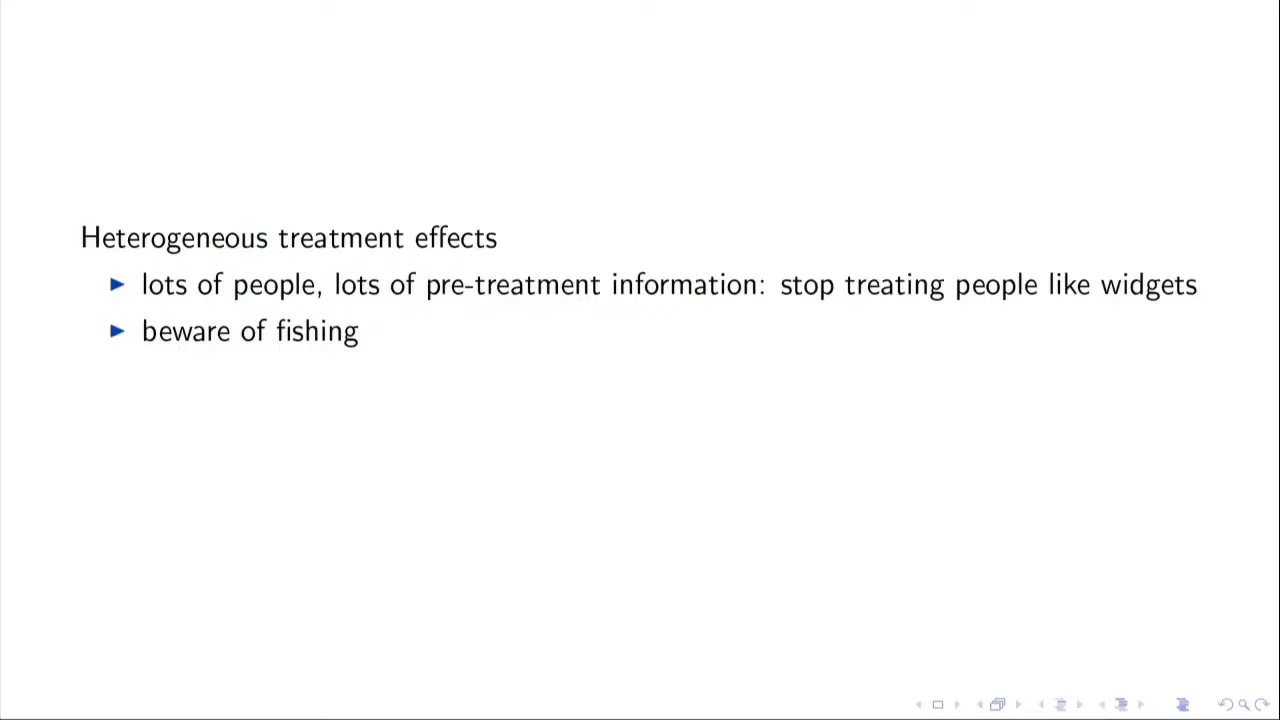 Heterogeneous treatment effects
lots of people, lots of pre-treatment information: stop treating people like widgets
beware of fishing